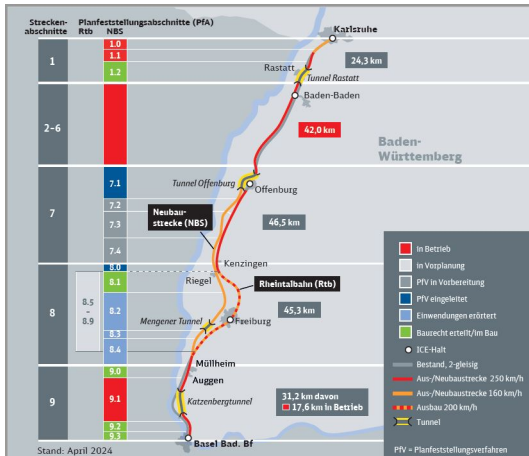 Strecken-
abschnitte
Planfeststellungsabschnitte (PfA)
Rtb
NBS
1
1.0
1.1
1.2
2-6
7
7.1
7.2
7.3
7.4
8
8.5
-
8.9
8.0
8.1
8.2
8.3
8.4
9
9.0
9.1
9.2
9.3
Karlsruhe
24,3 km
Rastatt
Tunnel Rastatt
Baden-Baden
42,0 km
Baden-
Württemberg
Tunnel Offenburg
Offenburg
Neubau-
strecke (NBS)
46,5 km
Kenzingen
Riegel
Rheintalbahn (Rtb)
45,3 km
Mengener Tunnel
Freiburg
Müllheim
Auggen
Katzenbergtunnel
31,2 km davon
17,6 km in Betrieb
Basel Bad. Bf
in Betrieb
in Vorplanung
PfV in Vorbereitung
PfV eingeleitet
Einwendungen erörtert
Baurecht erteilt/im Bau
ICE-Halt
Bestand, 2-gleisig
Aus-/Neubaustrecke 250 km/h
Aus-/Neubaustrecke 160 km/h
Ausbau 200 km/h
Tunnel
PfV = Planfeststellungsverfahren
Stand: April 2024